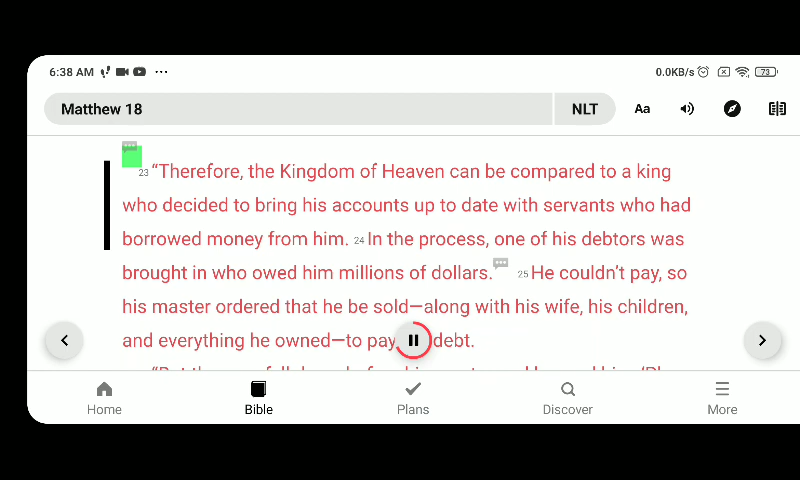 6:38 AM ... 0.0KB/s 73
Matthew 18 NLT Aa
23 “Therefore, the Kingdom of Heaven can be compared to a king
who decided to bring his accounts up to date with servants who had
borrowed money from him. 24 In the process, one of his debtors was
brought in who owed him millions of dollars. 25 He couldn’t pay, so
his master ordered that he be sold—along with his wife, his children,
and everything he owned—to pay debt.
Home Bible Plans Discover More